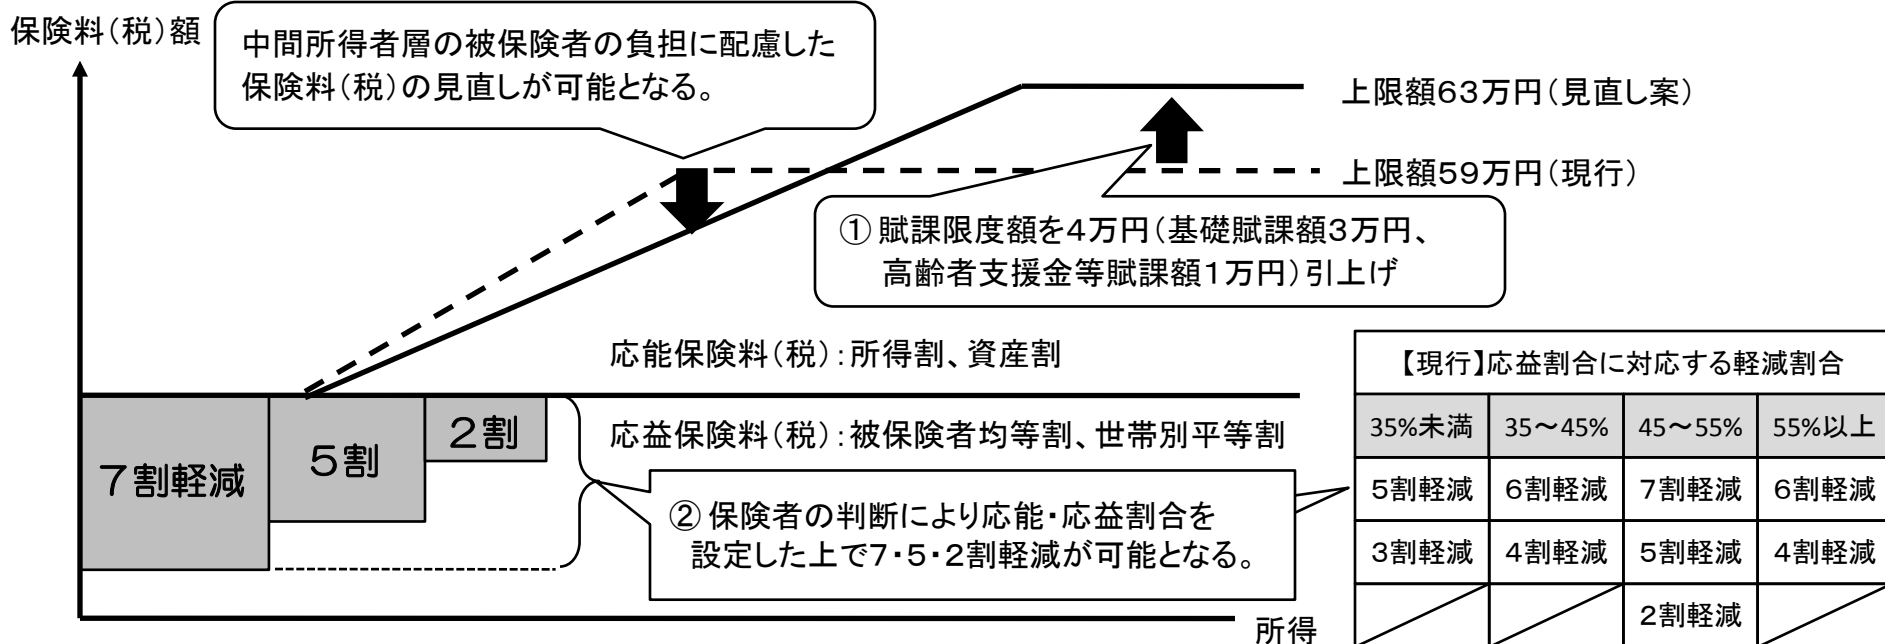 保険料(税)額
中間所得者層の被保険者の負担に配慮した
保険料(税)の見直しが可能となる。
上限額63万円(見直し案)
上限額59万円(現行)
① 賦課限度額を4万円(基礎賦課額3万円、
高齢者支援金等賦課額1万円)引上げ
応能保険料(税):所得割、資産割
応益保険料(税):被保険者均等割、世帯別平等割
7割軽減
5割
2割
② 保険者の判断により応能・応益割合を
設定した上で7・5・2割軽減が可能となる。
所得
【現行】応益割合に対応する軽減割合
35%未満 35~45% 45~55% 55%以上
5割軽減 6割軽減 7割軽減 6割軽減
3割軽減 4割軽減 5割軽減 4割軽減
2割軽減